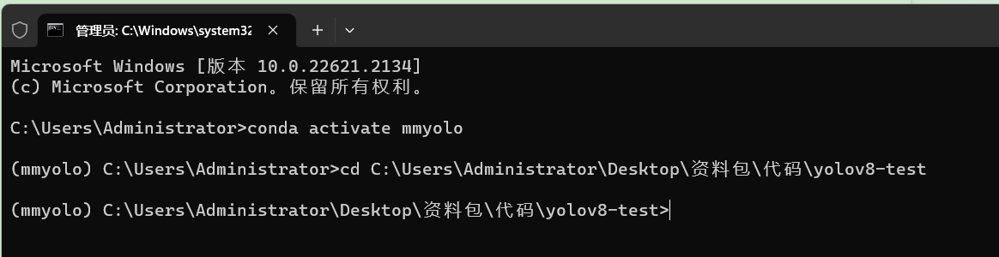 管理员: C:\Windows\system32
Microsoft Windows [版本 10.0.22621.2134]
(c) Microsoft Corporation。保留所有权利。
C:\Users\Administrator>conda activate mmyolo
(mmyolo) C:\Users\Administrator>cd C:\Users\Administrator\Desktop\资料包\代码\yolov8-test
(mmyolo) C:\Users\Administrator\Desktop\资料包\代码\yolov8-test>